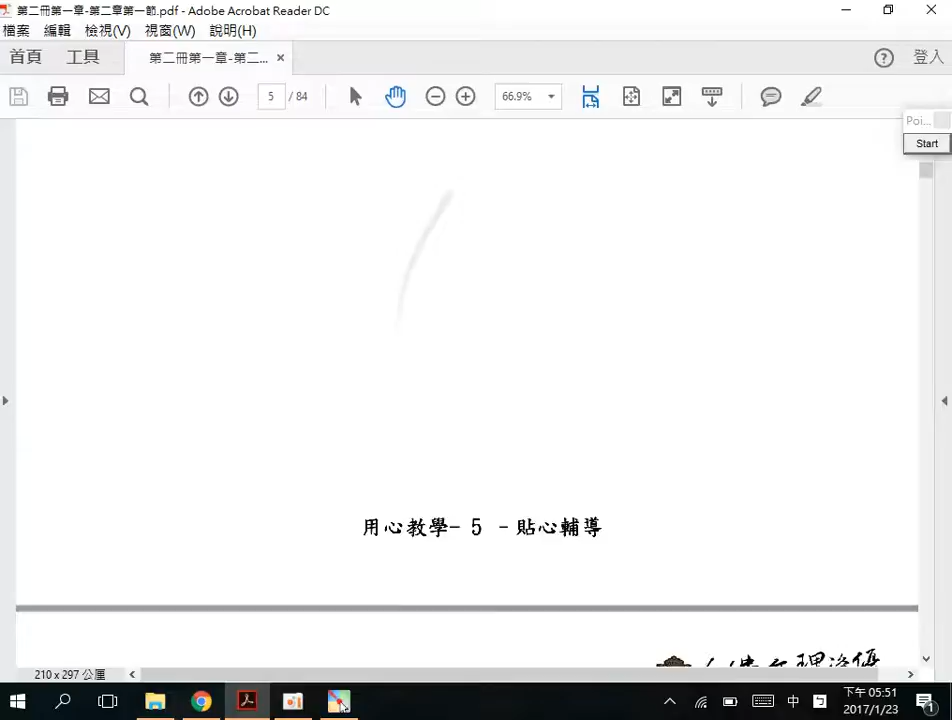 第二冊第一章-第二章第一節.pdf - Adobe Acrobat Reader DC
檔案 編輯 檢視(V) 視窗(W) 說明(H)
首頁 工具 第二冊第一章-第二... × 登入
5 / 84 66.9%
Poi...
Start
用心教學- 5 -貼心輔導
210 x 297 公厘
中 下午 05:51
2017/1/23 1